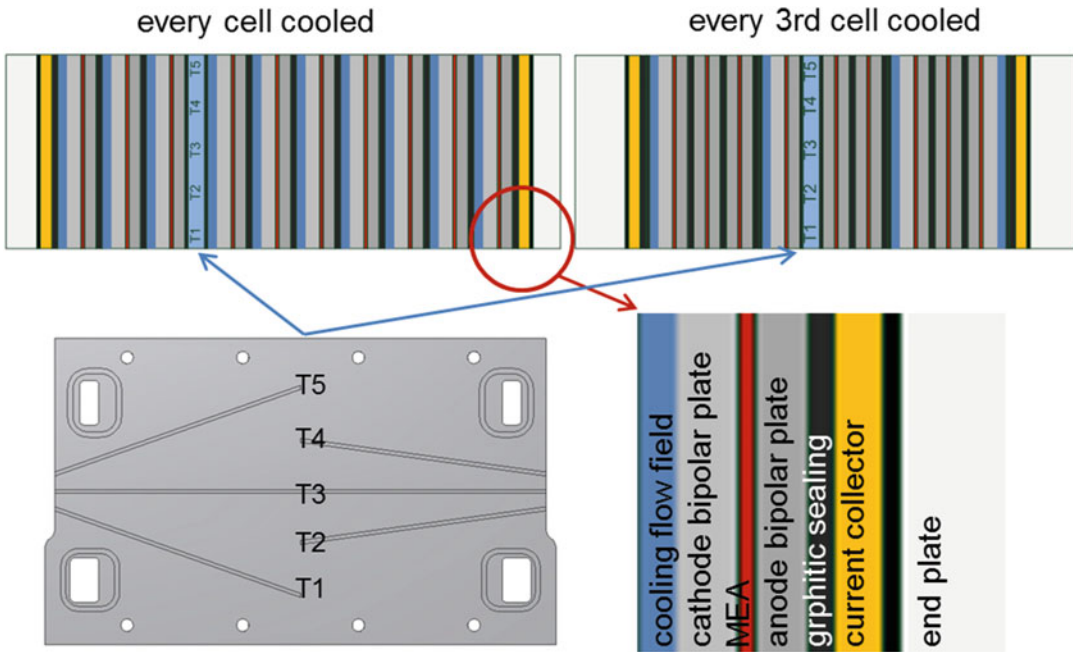 every cell cooled
every 3rd cell cooled
T5
T4
T3
T2
T1
T5
T4
T3
T2
T1
T5
T4
T3
T2
T1
cooling flow field
cathode bipolar plate
MEA
anode bipolar plate
grphitic sealing
current collector
end plate